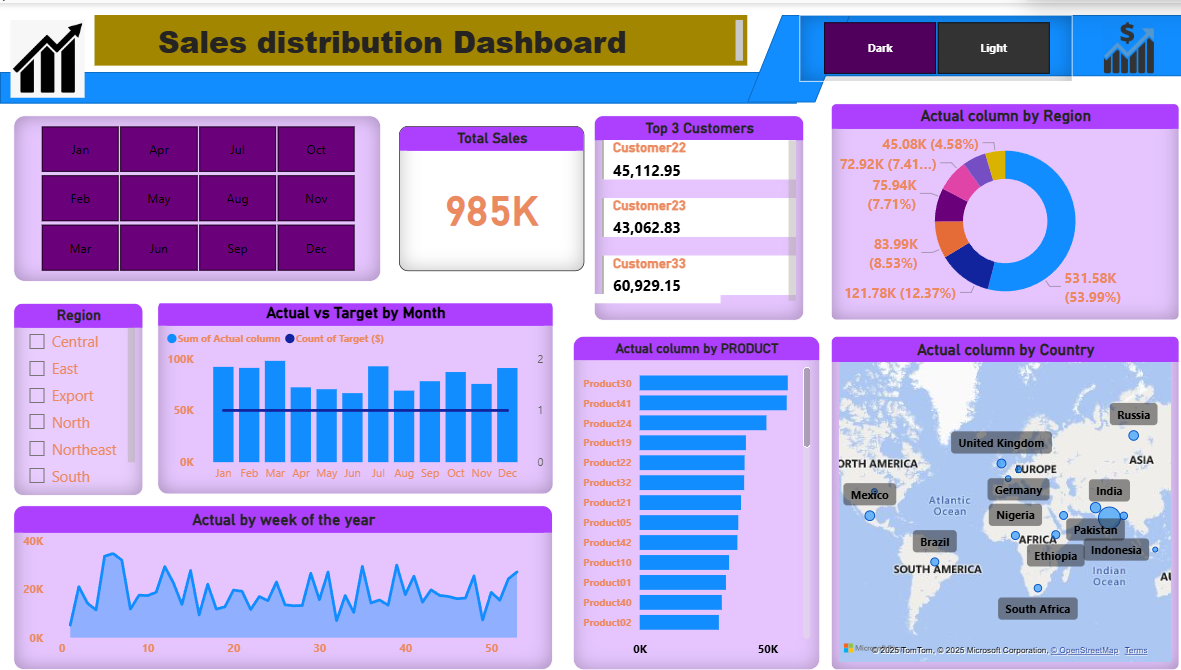 Sales distribution Dashboard
Dark
Light
Jan
Apr
Jul
Oct
Feb
May
Aug
Nov
Mar
Jun
Sep
Dec
Total Sales
985K
Top 3 Customers
Customer22
45,112.95
Customer23
43,062.83
Customer33
60,929.15
Actual column by Region
45.08K (4.58%)
72.92K (7.41...)
75.94K
(7.71%)
83.99K
(8.53%)
121.78K (12.37%)
531.58K
(53.99%)
Region
Central
East
Export
North
Northeast
South
Actual vs Target by Month
Sum of Actual column
Count of Target ($)
100K
50K
0K
2
1
0
Jan Feb Mar Apr May Jun Jul Aug Sep Oct Nov Dec
Actual by week of the year
40K
20K
0K
0 10 20 30 40 50
Actual column by PRODUCT
Product30
Product41
Product24
Product19
Product22
Product32
Product21
Product05
Product42
Product10
Product01
Product40
Product02
0K 50K
Actual column by Country
Russia
United Kingdom
ASIA
ORTH AMERICA
EUROPE
Mexico
Germany
India
Atlantic
Ocean
Nigeria
Pakistan
Brazil
AFRICA
Ethiopia
Indonesia
SOUTH AMERICA
Indian
Ocean
AU
South Africa
© 2025 TomTom, © 2025 Microsoft Corporation, © OpenStreetMap Terms